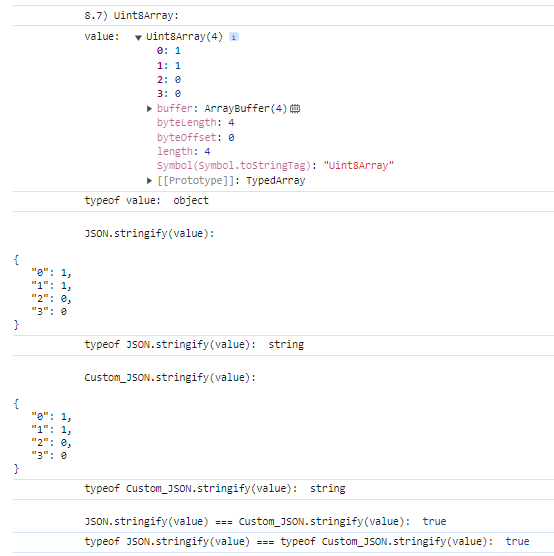 8.7) Uint8Array:
value: ▼ Uint8Array(4) i
0: 1
1: 1
2: 0
3: 0
▶ buffer: ArrayBuffer(4)
byteLength: 4
byteOffset: 0
length: 4
Symbol(Symbol.toStringTag): "Uint8Array"
▶ [[Prototype]]: TypedArray
typeof value: object
JSON.stringify(value):
{
"0": 1,
"1": 1,
"2": 0,
"3": 0
}
typeof JSON.stringify(value): string
Custom_JSON.stringify(value):
{
"0": 1,
"1": 1,
"2": 0,
"3": 0
}
typeof Custom_JSON.stringify(value): string
JSON.stringify(value) === Custom_JSON.stringify(value): true
typeof JSON.stringify(value) === typeof Custom_JSON.stringify(value): true